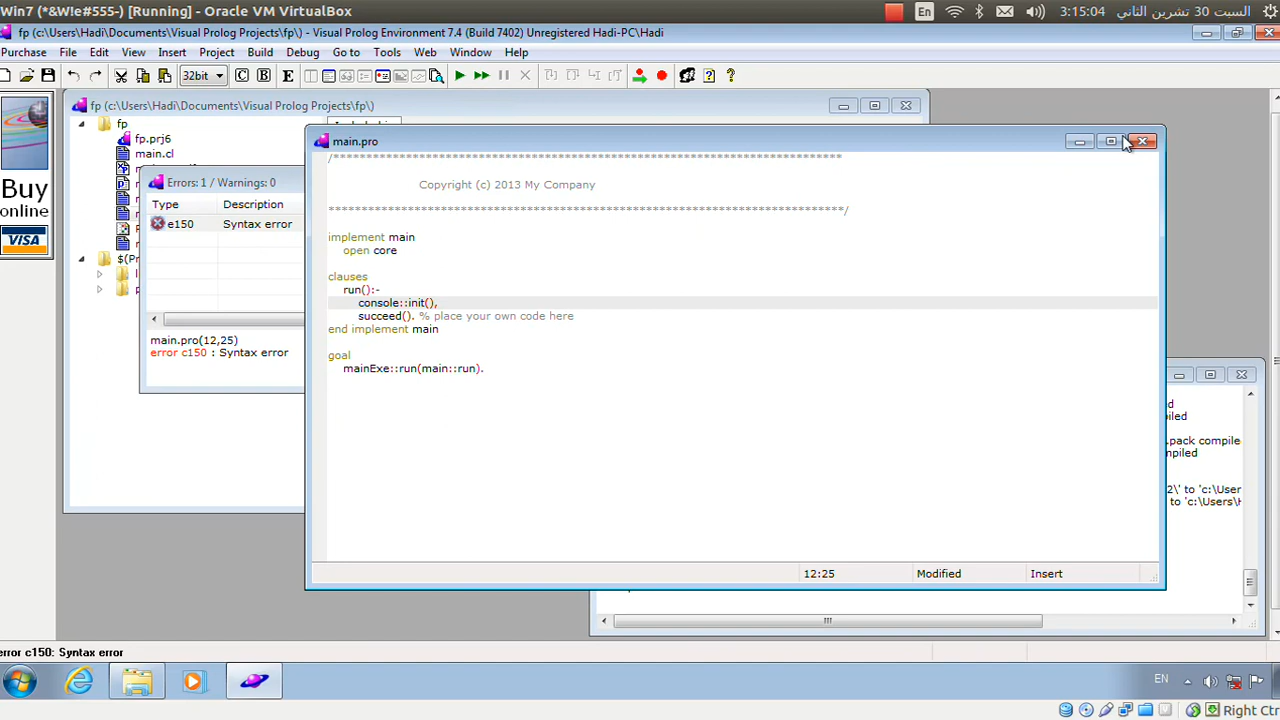 Win7 (*&W!e#555-) [Running] - Oracle VM VirtualBox
En
السبت 30 تشرين الثاني 3:15:04
fp (c:\Users\Hadi\Documents\Visual Prolog Projects\fp\) - Visual Prolog Environment 7.4 (Build 7402) Unregistered Hadi-PC\Hadi
Purchase File Edit View Insert Project Build Debug Go to Tools Web Window Help
32bit C B E
fp (c:\Users\Hadi\Documents\Visual Prolog Projects\fp\)
fp
fp.prj6
main.cl
Buy
online
VISA
Errors: 1 / Warnings: 0
Type Description
e150 Syntax error
main.pro(12,25)
error c150 : Syntax error
main.pro
/******************************************************************************
Copyright (c) 2013 My Company
******************************************************************************/
implement main
open core
clauses
run():-
console::init(),
succeed(). % place your own code here
end implement main
goal
mainExe::run(main::run).
12:25 Modified Insert
.pack compile
2\' to 'c:\User
error c150: Syntax error
EN
Right Ctrl